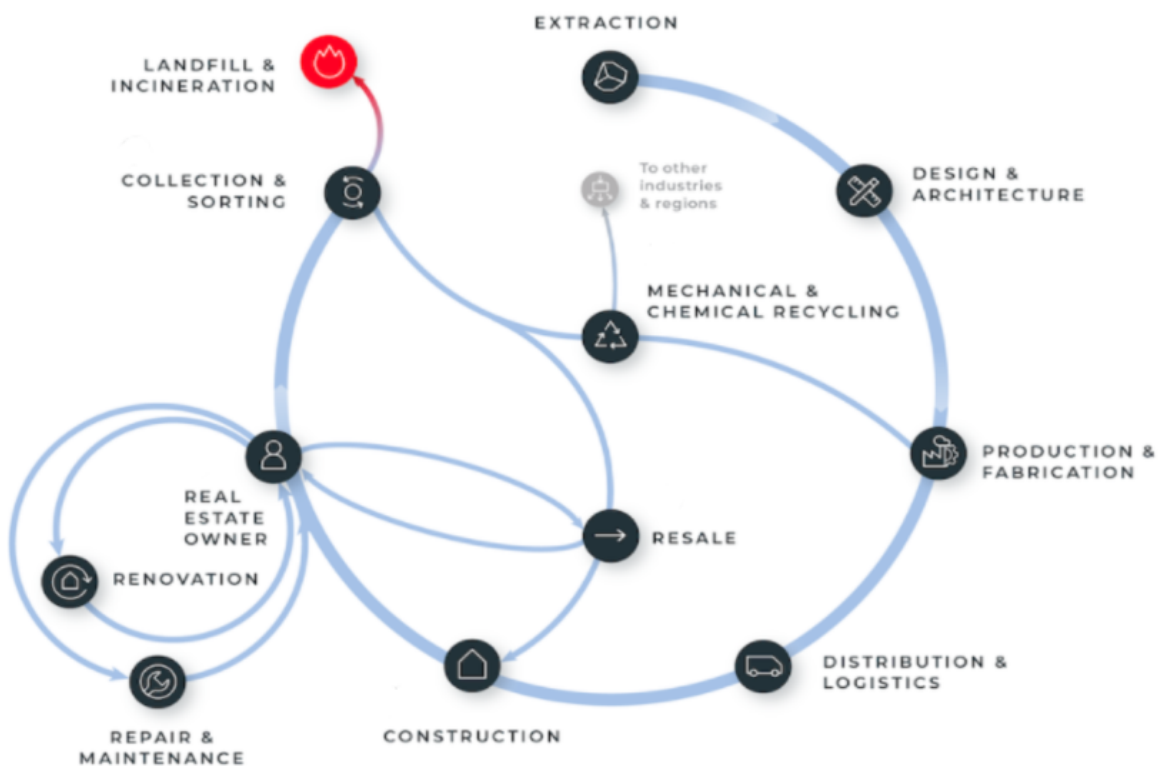 EXTRACTION
LANDFILL &
INCINERATION
COLLECTION &
SORTING
To other
industries
& regions
DESIGN &
ARCHITECTURE
MECHANICAL &
CHEMICAL RECYCLING
PRODUCTION &
FABRICATION
REAL
ESTATE
OWNER
RESALE
RENOVATION
DISTRIBUTION &
LOGISTICS
CONSTRUCTION
REPAIR &
MAINTENANCE